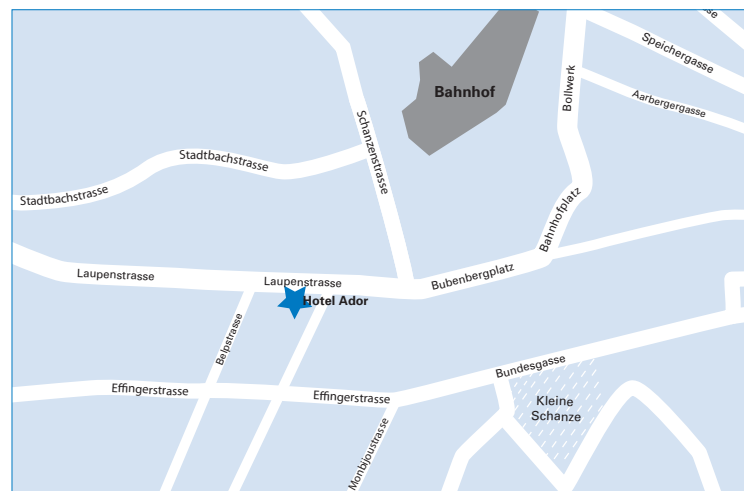 se
Speichergasse
Bahnhof
Bollwerk
Aarbergergasse
Schanzenstrasse
Stadtbachstrasse
Stadtbachstrasse
Bahnhofplatz
Laupenstrasse
Laupenstrasse
Bubenbergplatz
Hotel Ador
Belpstrasse
Bundesgasse
Effingerstrasse
Effingerstrasse
Kleine
Schanze
Monbijoustrasse